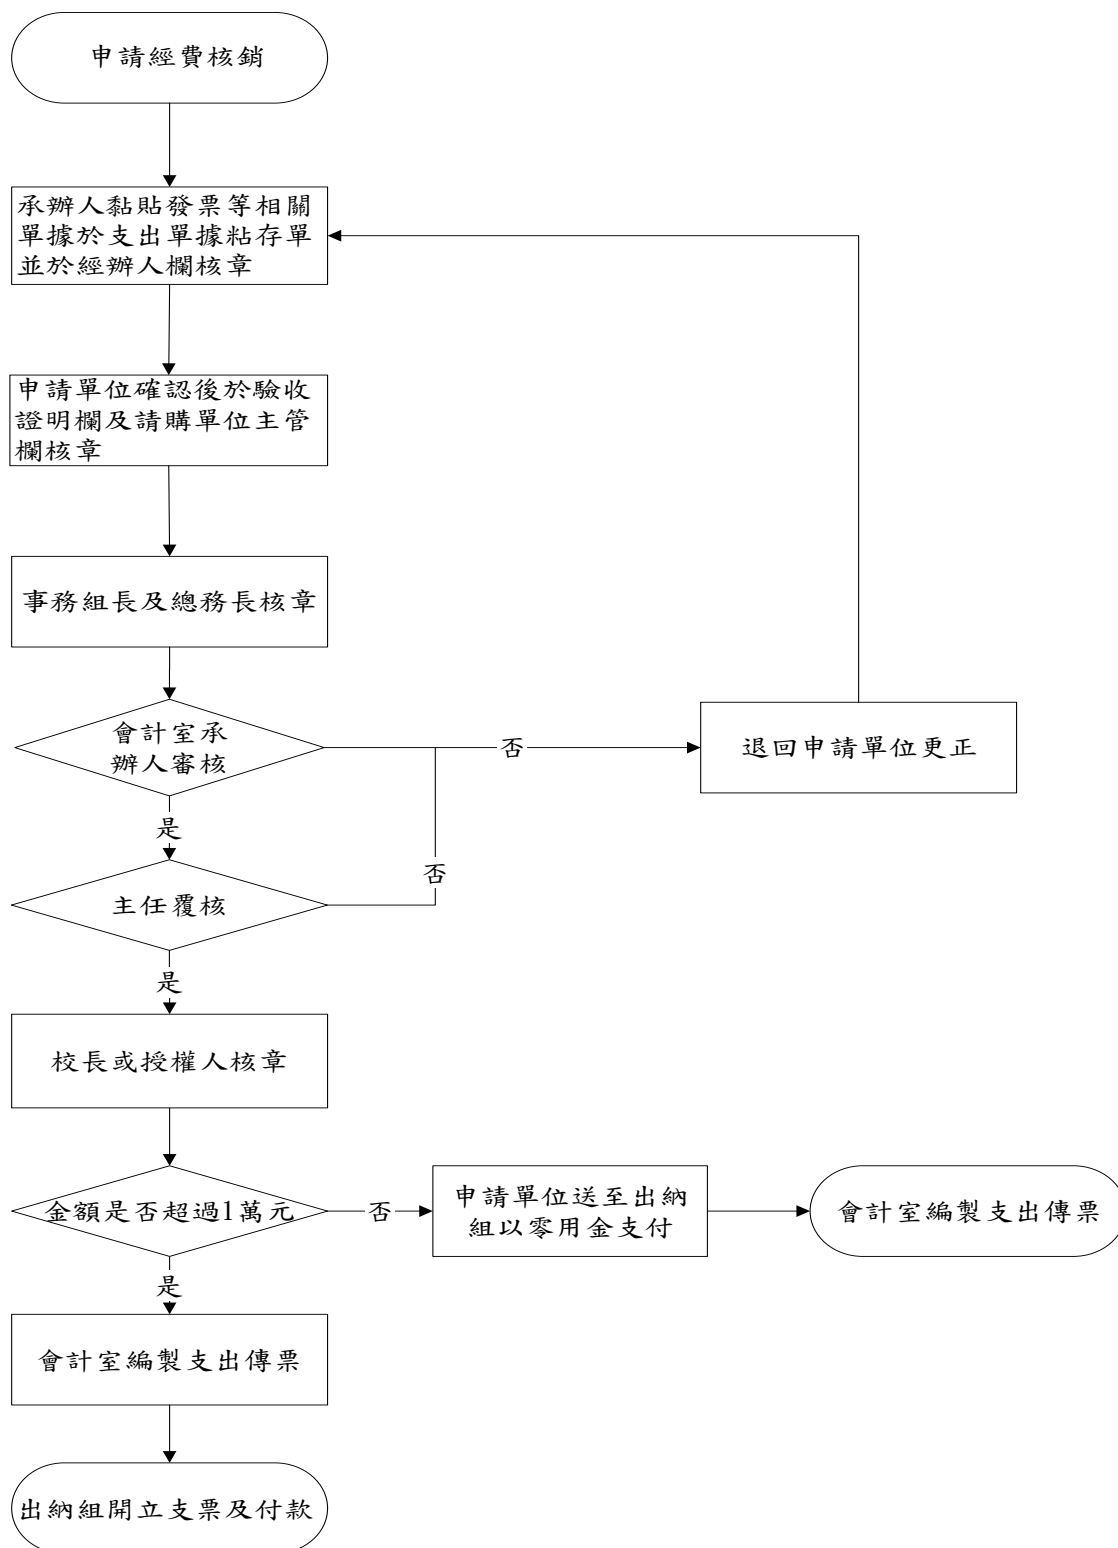 申請經費核銷
承辦人黏貼發票等相關
單據於支出單據粘存單
並於經辦人欄核章
申請單位確認後於驗收
證明欄及請購單位主管
欄核章
事務組長及總務長核章
會計室承
辦人審核
否
退回申請單位更正
是
否
主任覆核
是
校長或授權人核章
金額是否超過1萬元
否
申請單位送至出納
組以零用金支付
會計室編製支出傳票
是
會計室編製支出傳票
出納組開立支票及付款